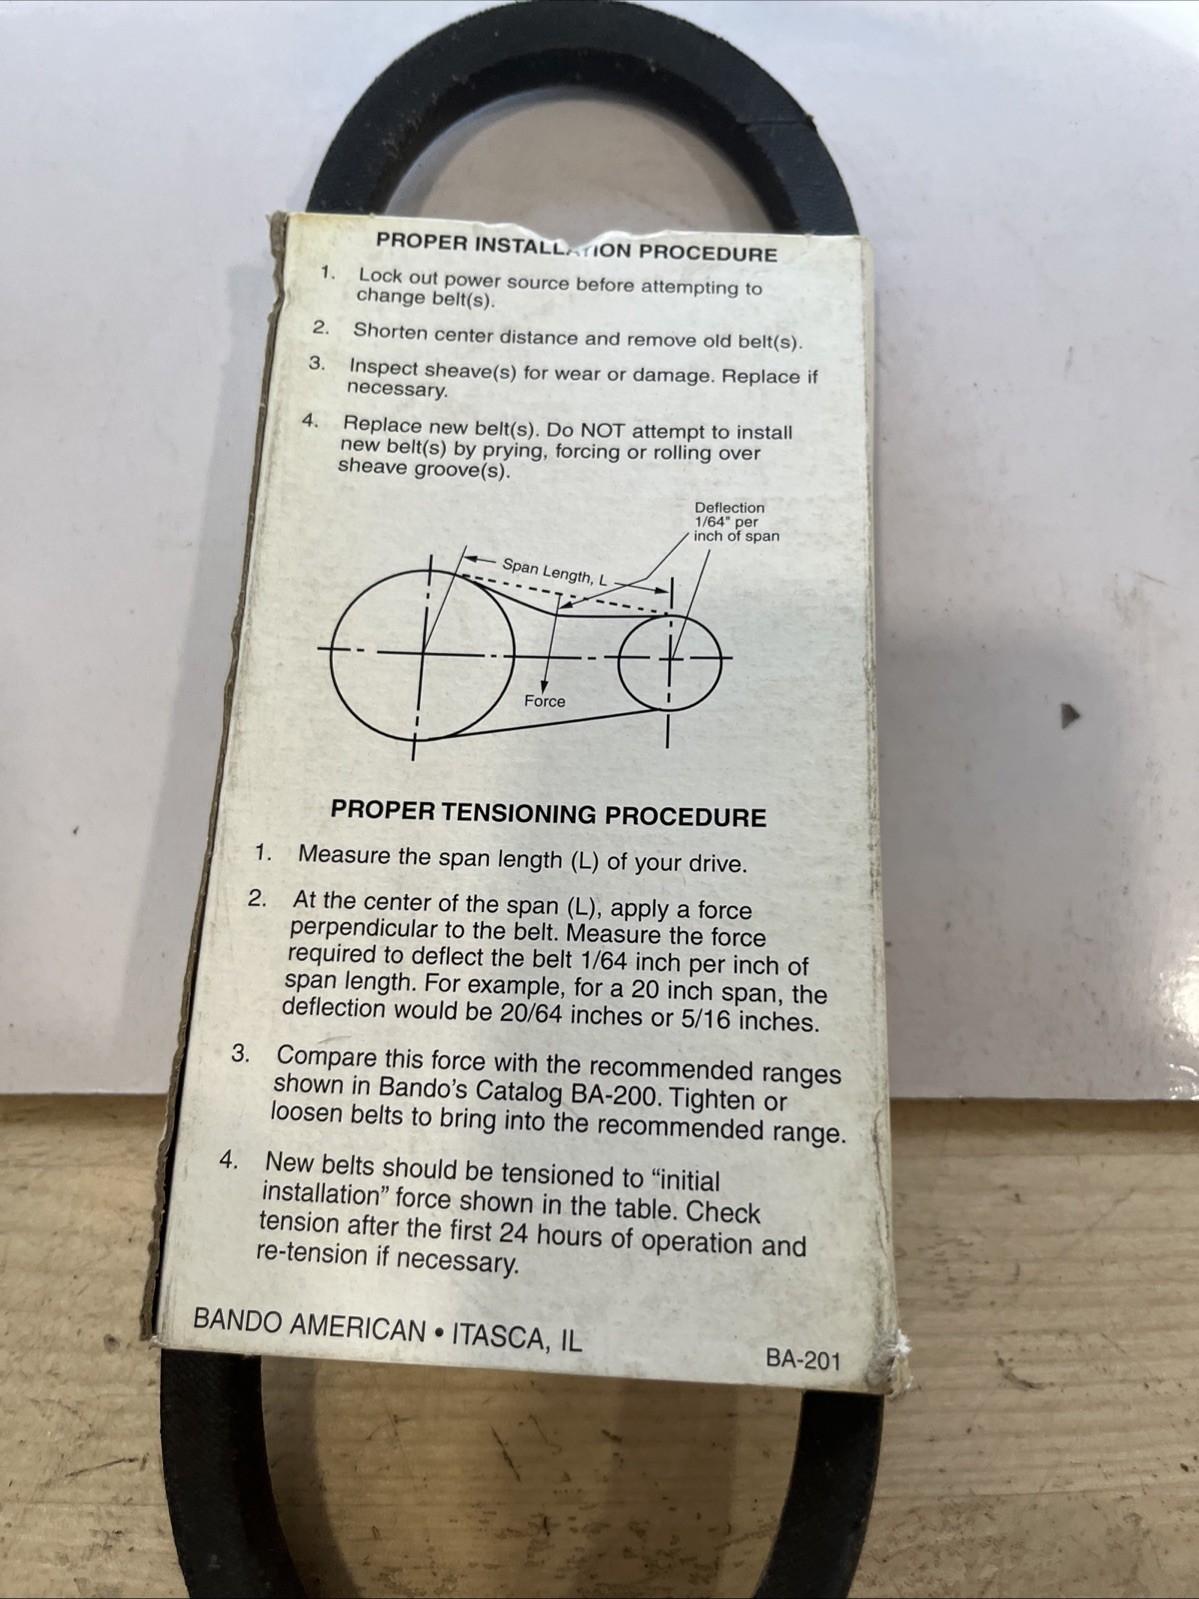 PROPER INSTALLATION PROCEDURE
1. Lock out power source before attempting to
change belt(s).
2. Shorten center distance and remove old belt(s).
3. Inspect sheave(s) for wear or damage. Replace if
necessary.
4. Replace new belt(s). Do NOT attempt to install
new belt(s) by prying, forcing or rolling over
sheave groove(s).
Deflection
1/64" per
inch of span
Span Length, L
Force
PROPER TENSIONING PROCEDURE
1. Measure the span length (L) of your drive.
2. At the center of the span (L), apply a force
perpendicular to the belt. Measure the force
required to deflect the belt 1/64 inch per inch of
span length. For example, for a 20 inch span, the
deflection would be 20/64 inches or 5/16 inches.
3. Compare this force with the recommended ranges
shown in Bando's Catalog BA-200. Tighten or
loosen belts to bring into the recommended range.
4. New belts should be tensioned to “initial
installation” force shown in the table. Check
tension after the first 24 hours of operation and
re-tension if necessary.
BANDO AMERICAN • ITASCA, IL
BA-201